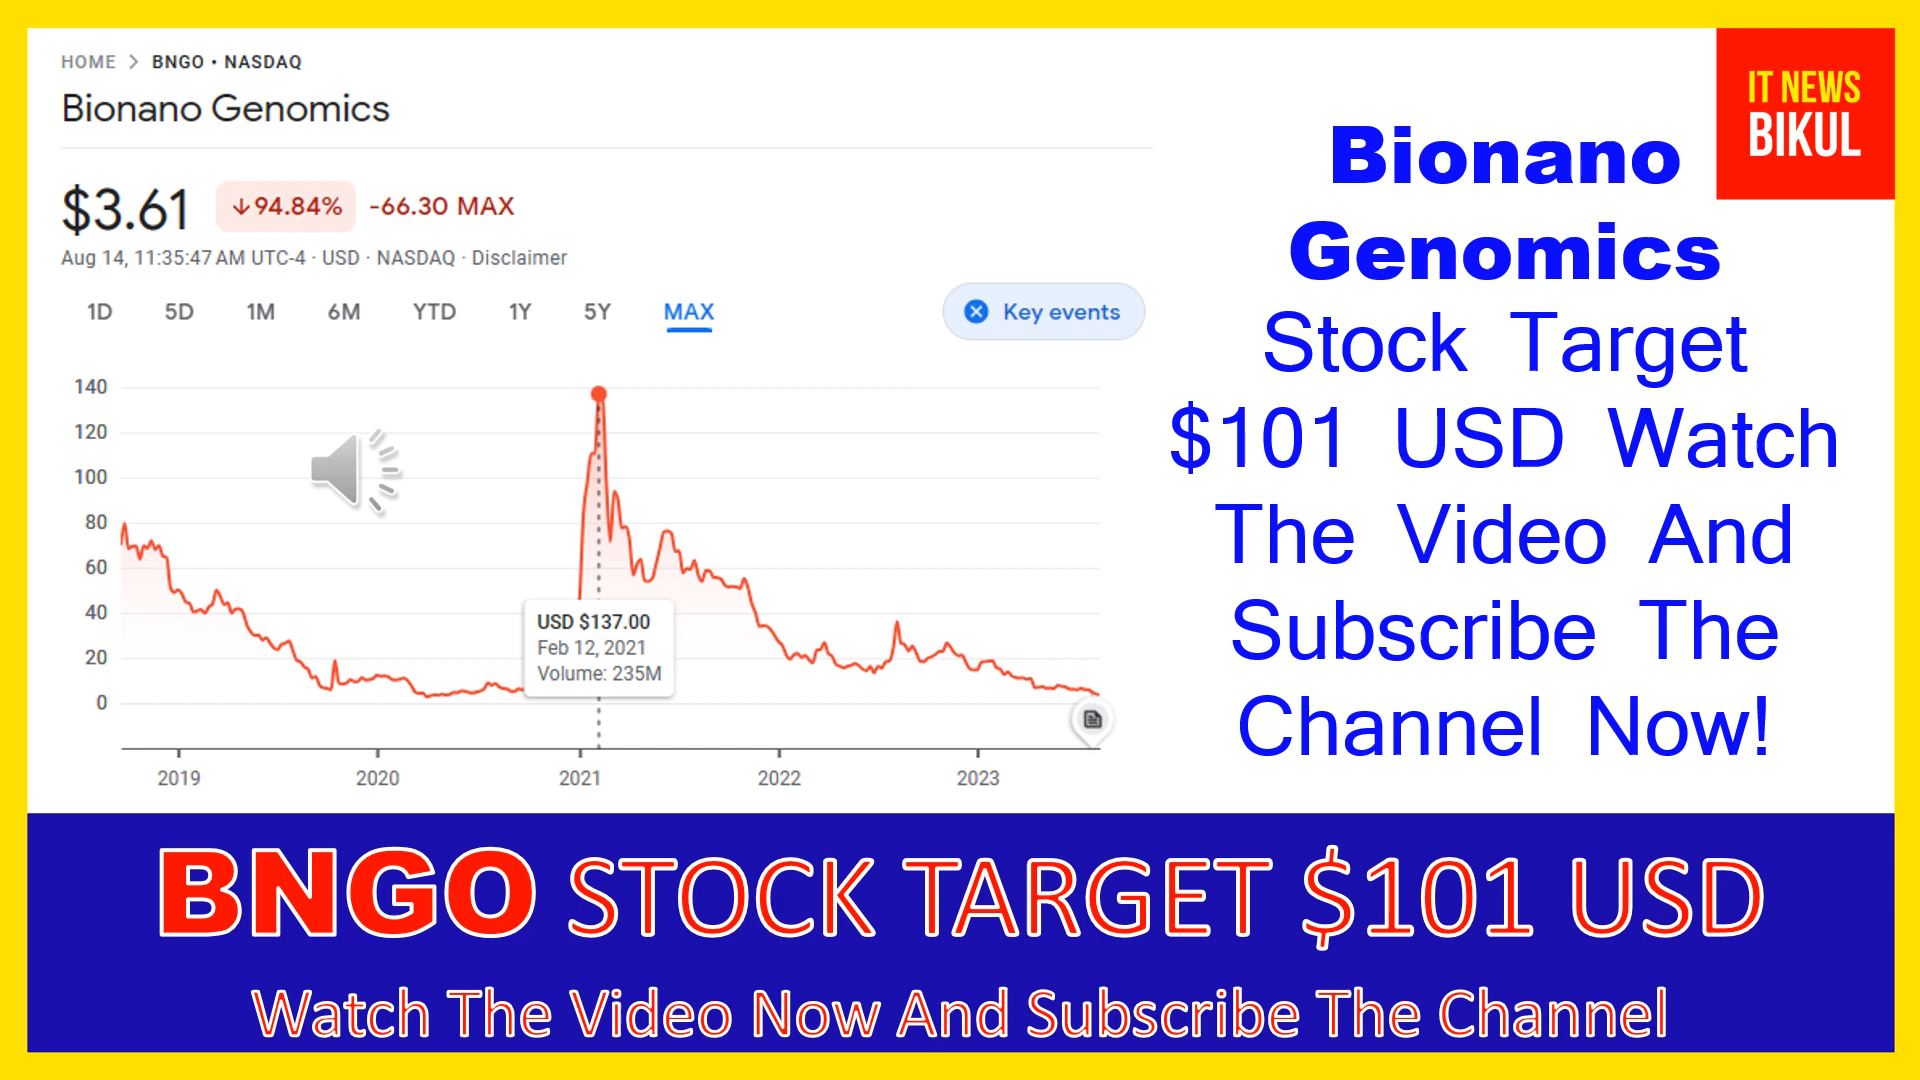 HOME > BNGO • NASDAQ
Bionano Genomics
$3.61 ↓94.84% -66.30 MAX
Aug 14, 11:35:47 AM UTC-4 · USD · NASDAQ · Disclaimer
1D 5D 1M 6M YTD 1Y 5Y MAX
Key events
140
120
100
80
60
40
20
0
USD $137.00
Feb 12, 2021
Volume: 235M
2019 2020 2021 2022 2023
IT NEWS
BIKUL
Bionano
Genomics
Stock Target
$101 USD Watch
The Video And
Subscribe The
Channel Now!
BNGO STOCK TARGET $101 USD
Watch The Video Now And Subscribe The Channel